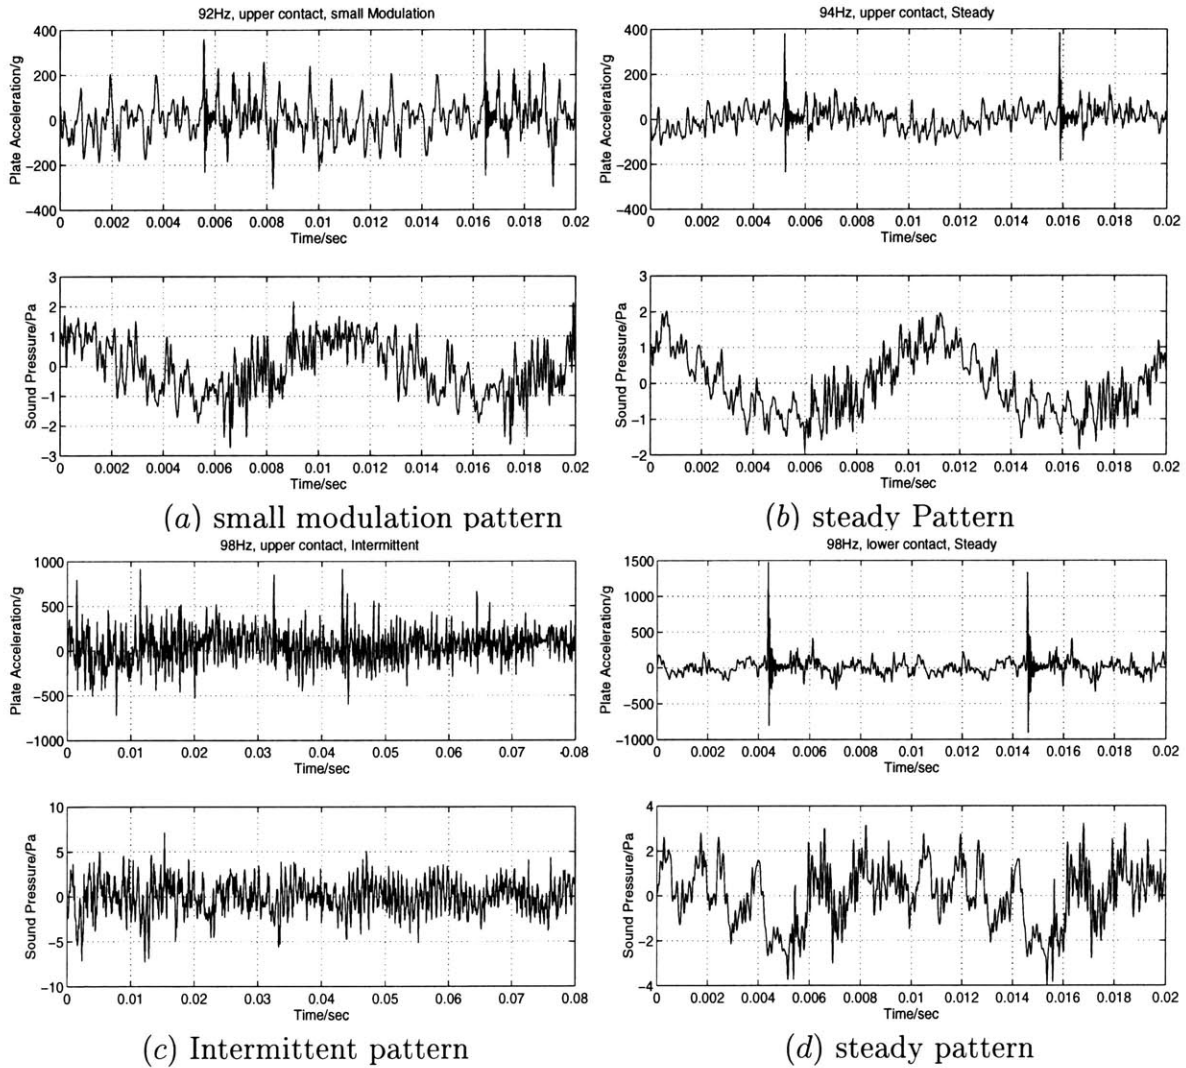 92Hz, upper contact, small Modulation
Plate Acceleration/g
400
200
0
−200
−400
0 0.002 0.004 0.006 0.008 0.01 0.012 0.014 0.016 0.018 0.02
Time/sec
Sound Pressure/Pa
3
2
1
0
−1
−2
−3
0 0.002 0.004 0.006 0.008 0.01 0.012 0.014 0.016 0.018 0.02
Time/sec
(a) small modulation pattern
94Hz, upper contact, Steady
Plate Acceleration/g
400
200
0
−200
−400
0 0.002 0.004 0.006 0.008 0.01 0.012 0.014 0.016 0.018 0.02
Time/sec
Sound Pressure/Pa
3
2
1
0
−1
−2
0 0.002 0.004 0.006 0.008 0.01 0.012 0.014 0.016 0.018 0.02
Time/sec
(b) steady Pattern
98Hz, upper contact, Intermittent
Plate Acceleration/g
1000
500
0
−500
−1000
0 0.01 0.02 0.03 0.04 0.05 0.06 0.07 0.08
Time/sec
Sound Pressure/Pa
10
5
0
−5
−10
0 0.01 0.02 0.03 0.04 0.05 0.06 0.07 0.08
Time/sec
(c) Intermittent pattern
98Hz, lower contact, Steady
Plate Acceleration/g
1500
1000
500
0
−500
−1000
0 0.002 0.004 0.006 0.008 0.01 0.012 0.014 0.016 0.018 0.02
Time/sec
Sound Pressure/Pa
4
2
0
−2
−4
0 0.002 0.004 0.006 0.008 0.01 0.012 0.014 0.016 0.018 0.02
Time/sec
(d) steady pattern